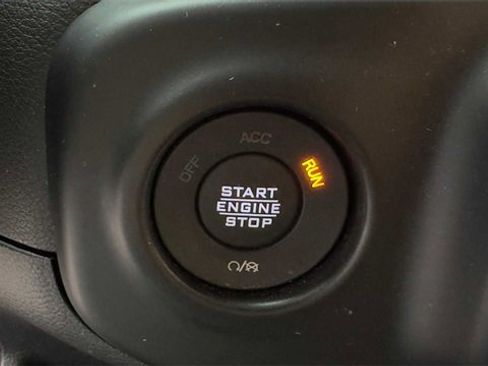 ACC
OFF
RUN
START
ENGINE
STOP